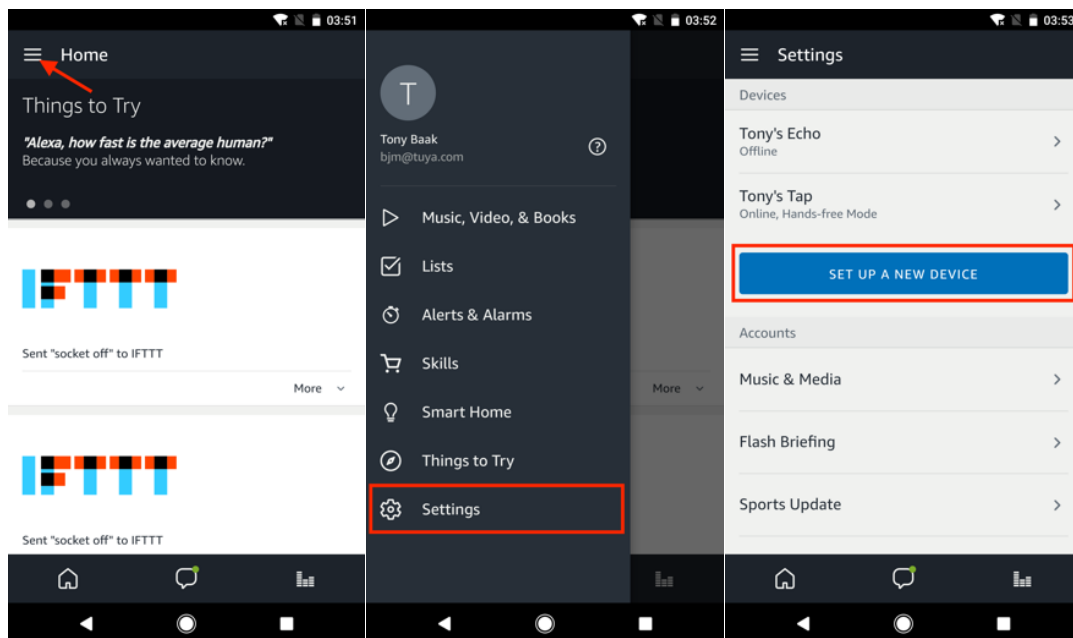 03:51
Home
Things to Try
"Alexa, how fast is the average human?"
Because you always wanted to know.
IFTTT
Sent "socket off" to IFTTT
More
IFTTT
Sent "socket off" to IFTTT
03:52
T
Tony Baak
bjm@tuya.com
?
Music, Video, & Books
Lists
Alerts & Alarms
Skills
Smart Home
Things to Try
Settings
More
03:53
Settings
Devices
Tony's Echo
Offline
Tony's Tap
Online, Hands-free Mode
SET UP A NEW DEVICE
Accounts
Music & Media
Flash Briefing
Sports Update